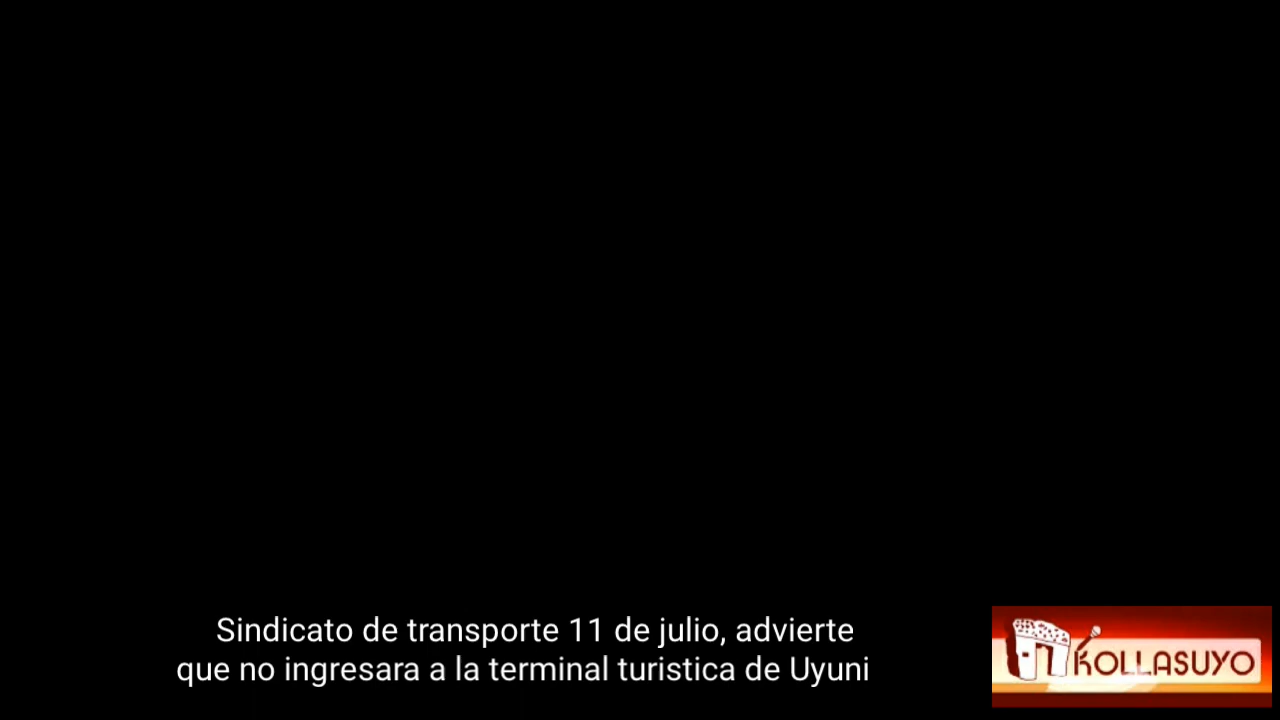 Sindicato de transporte 11 de julio, advierte
que no ingresara a la terminal turistica de Uyuni
KOLLASUYO